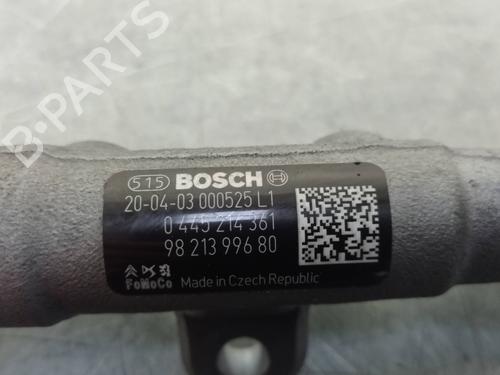 515 BOSCH
20-04-03 000525 L1
0 445 214 361
98 213 996 80
FoMoCo Made in Czech Republic
B-PARTS